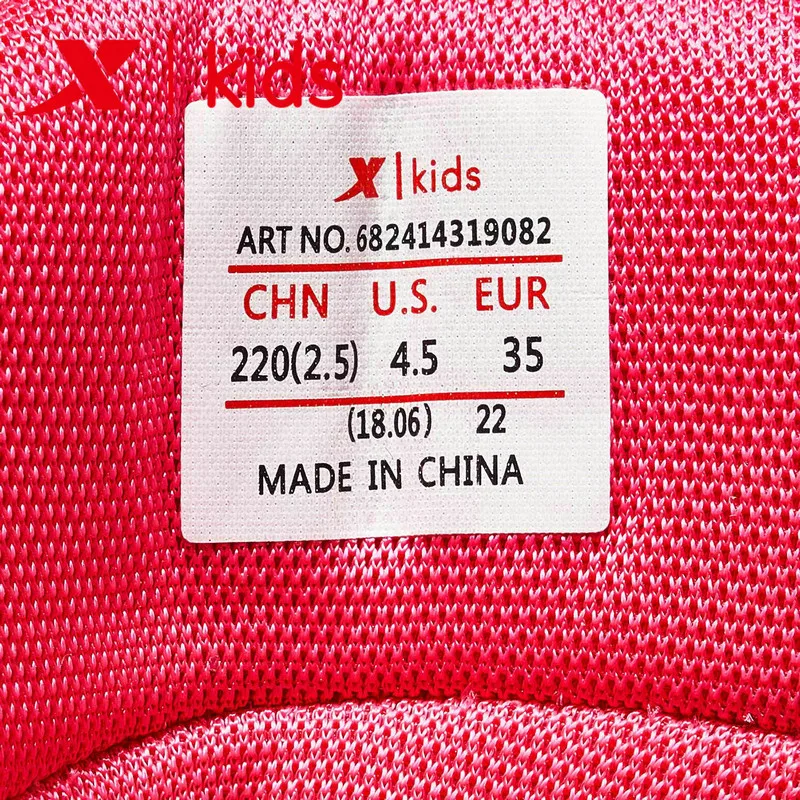 X | kids
X | kids
ART NO. 682414319082
CHN U.S. EUR
220(2.5) 4.5 35
(18.06) 22
MADE IN CHINA